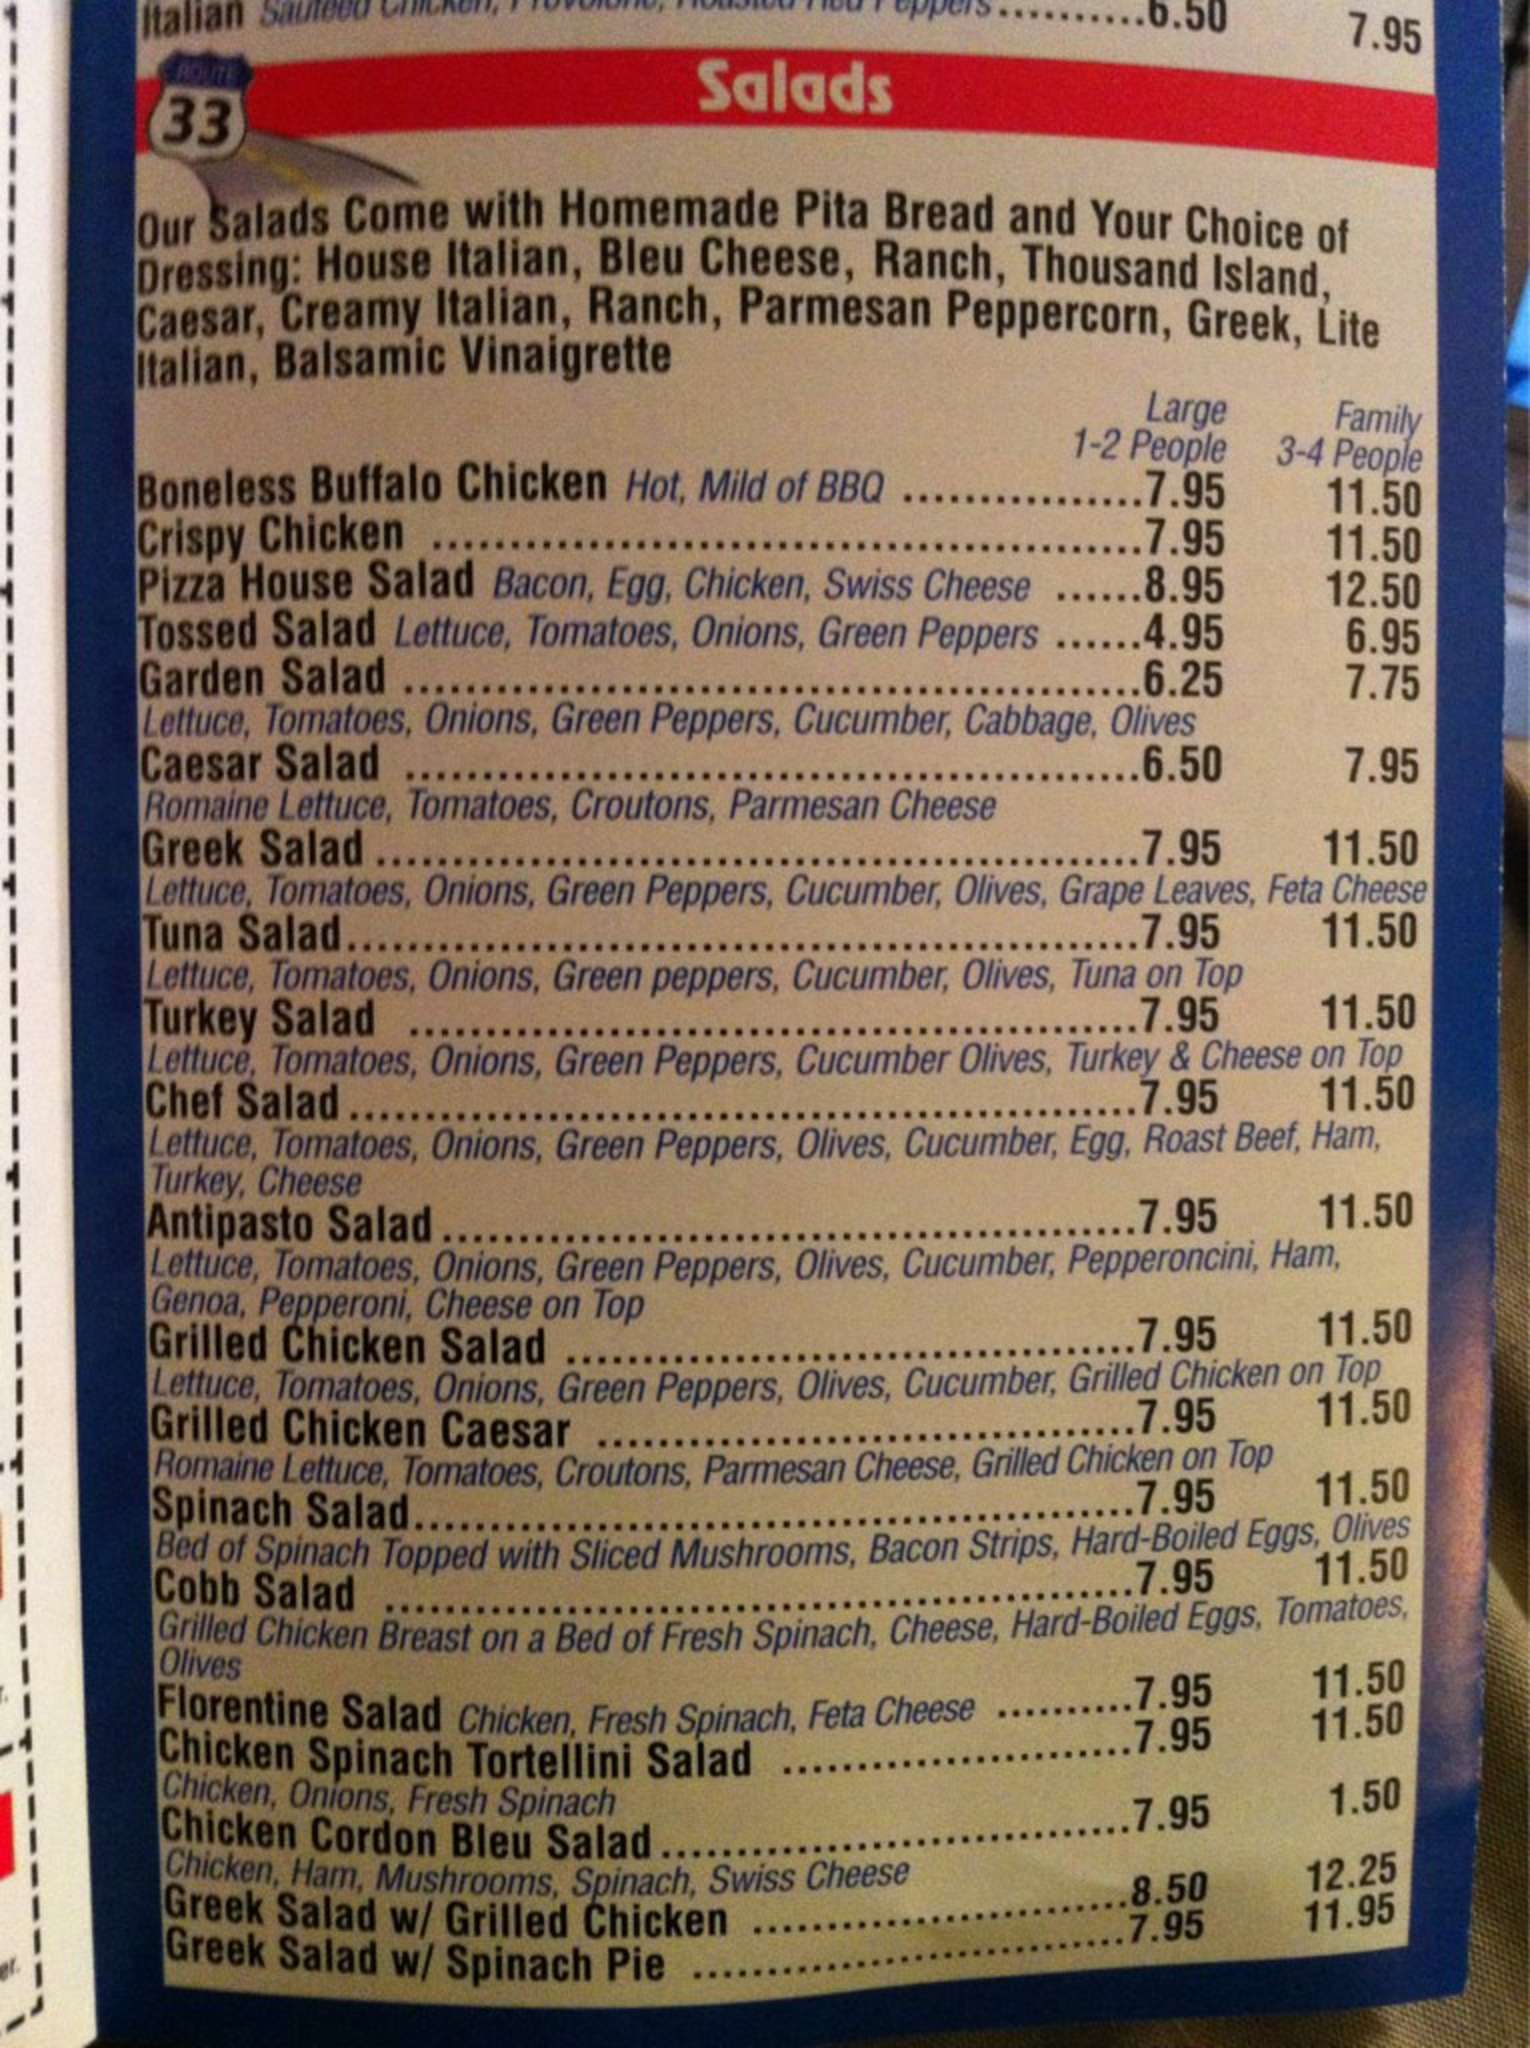 Italian Sauteed Chicken, Provolone, Roasted Red Peppers..........6.50 7.95
ROUTE
33
Salads
Our Salads Come with Homemade Pita Bread and Your Choice of
Dressing: House Italian, Bleu Cheese, Ranch, Thousand Island,
Caesar, Creamy Italian, Ranch, Parmesan Peppercorn, Greek, Lite
Italian, Balsamic Vinaigrette
Large Family
1-2 People 3-4 People
Boneless Buffalo Chicken Hot, Mild of BBQ ................7.95 11.50
Crispy Chicken ..............................................7.95 11.50
Pizza House Salad Bacon, Egg, Chicken, Swiss Cheese ......8.95 12.50
Tossed Salad Lettuce, Tomatoes, Onions, Green Peppers ......4.95 6.95
Garden Salad ................................................6.25 7.75
Lettuce, Tomatoes, Onions, Green Peppers, Cucumber, Cabbage, Olives
Caesar Salad ................................................6.50 7.95
Romaine Lettuce, Tomatoes, Croutons, Parmesan Cheese
Greek Salad ..................................................7.95 11.50
Lettuce, Tomatoes, Onions, Green Peppers, Cucumber, Olives, Grape Leaves, Feta Cheese
Tuna Salad....................................................7.95 11.50
Lettuce, Tomatoes, Onions, Green peppers, Cucumber, Olives, Tuna on Top
Turkey Salad ................................................7.95 11.50
Lettuce, Tomatoes, Onions, Green Peppers, Cucumber Olives, Turkey & Cheese on Top
Chef Salad ....................................................7.95 11.50
Lettuce, Tomatoes, Onions, Green Peppers, Olives, Cucumber, Egg, Roast Beef, Ham,
Turkey, Cheese
Antipasto Salad ..............................................7.95 11.50
Lettuce, Tomatoes, Onions, Green Peppers, Olives, Cucumber, Pepperoncini, Ham,
Genoa, Pepperoni, Cheese on Top
Grilled Chicken Salad ......................................7.95 11.50
Lettuce, Tomatoes, Onions, Green Peppers, Olives, Cucumber, Grilled Chicken on Top
Grilled Chicken Caesar ....................................7.95 11.50
Romaine Lettuce, Tomatoes, Croutons, Parmesan Cheese, Grilled Chicken on Top
Spinach Salad................................................7.95 11.50
Bed of Spinach Topped with Sliced Mushrooms, Bacon Strips, Hard-Boiled Eggs, Olives
Cobb Salad ..................................................7.95 11.50
Grilled Chicken Breast on a Bed of Fresh Spinach, Cheese, Hard-Boiled Eggs, Tomatoes,
Olives
Florentine Salad Chicken, Fresh Spinach, Feta Cheese ..........7.95 11.50
Chicken Spinach Tortellini Salad ........................7.95 11.50
Chicken, Onions, Fresh Spinach
Chicken Cordon Bleu Salad................................7.95 1.50
Chicken, Ham, Mushrooms, Spinach, Swiss Cheese
Greek Salad w/ Grilled Chicken ..........................8.50 12.25
Greek Salad w/ Spinach Pie ..............................7.95 11.95